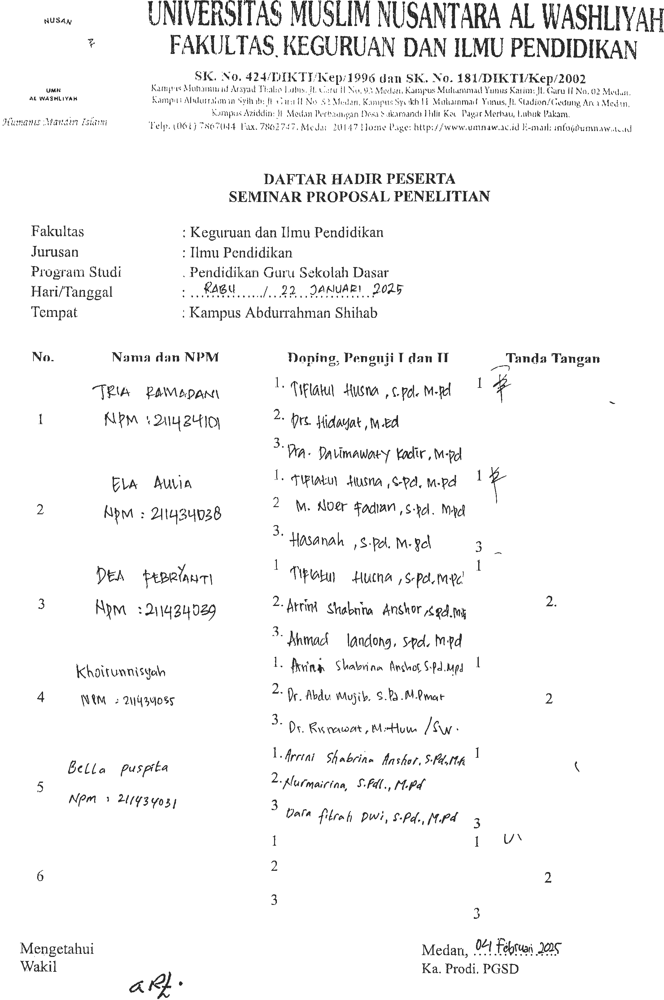 UNIVERSITAS MUSLIM NUSANTARA AL WASHLIYAH
NUSAN
FAKULTAS KEGURUAN DAN ILMU PENDIDIKAN
SK. No. 424/DIKTI/Kep/1996 dan SK. No. 181/DIKTI/Kep/2002
UMN
AL WASHLIYAH
Kampus Muhammad Arsyad Thalib Lubis, Jl. Garu II No. 93 Medan, Kampus Muhammad Yunus Karim: Jl. Garu II No. 02 Medan,
Kampus Abdurrahman Syihab: Jl. Garu II No. 52 Medan, Kampus Syeikh H. Muhammad Yunus, Jl. Stadion/Gedung Arca Medan,
Kampus Aziddin: Jl. Medan Perbaungan Desa Sukamandi Hilir Kec. Pagar Merbau, Lubuk Pakam.
Humanis Mandiri Islami
Telp. (061) 7867044 Fax. 7862747, Medan 20147 Home Page: http://www.umnaw.ac.id E-mail: info@umnaw.ac.id
DAFTAR HADIR PESERTA
SEMINAR PROPOSAL PENELITIAN
Fakultas : Keguruan dan Ilmu Pendidikan
Jurusan : Ilmu Pendidikan
Program Studi . Pendidikan Guru Sekolah Dasar
Hari/Tanggal : RABU / 22 JANUARI 2025
Tempat : Kampus Abdurrahman Shihab
No. Nama dan NPM Doping, Penguji I dan II Tanda Tangan
TRIA RAMADANI 1. Tiflatul Husna, S.Pd. M.Pd 1
1 NPM : 211434101 2. Drs. Hidayat, M.Ed
3. Dra. Dalimawaty Kadir, M.Pd
ELA AULIA 1. Tiflatul Husna, S.Pd. M.Pd 1
2 NPM : 211434038 2 M. Noer Fadlan, S.Pd. M.Pd
3. Hasanah, S.Pd. M.Pd 3
DEA FEBRYANTI 1 Tiflatul Husna, S.Pd. M.Pd 1
3 NPM : 211434039 2. Arrini Shabrina Anshor, S.Pd. 2.
3. Ahmad Landong, S.Pd. M.Pd
Khoirunnisyah 1. Arrini Shabrina Anshor, S.Pd. M.Pd 1
4 NPM : 211434035 2. Dr. Abdu Mujib. S.Pd. M.Pmat 2
3. Dr. Risnawat, M.Hum /SW.
Bella puspita 1. Arrini Shabrina Anshor, S.Pd., 1
5 NPM : 211434031 2. Nurmairina, S.Pdl., M.Pd
3 Dara fitrah DWi, S.Pd., M.Pd 3
1 1
6 2 2
3 3
Mengetahui Medan, 04 Februari 2025
Wakil Ka. Prodi. PGSD